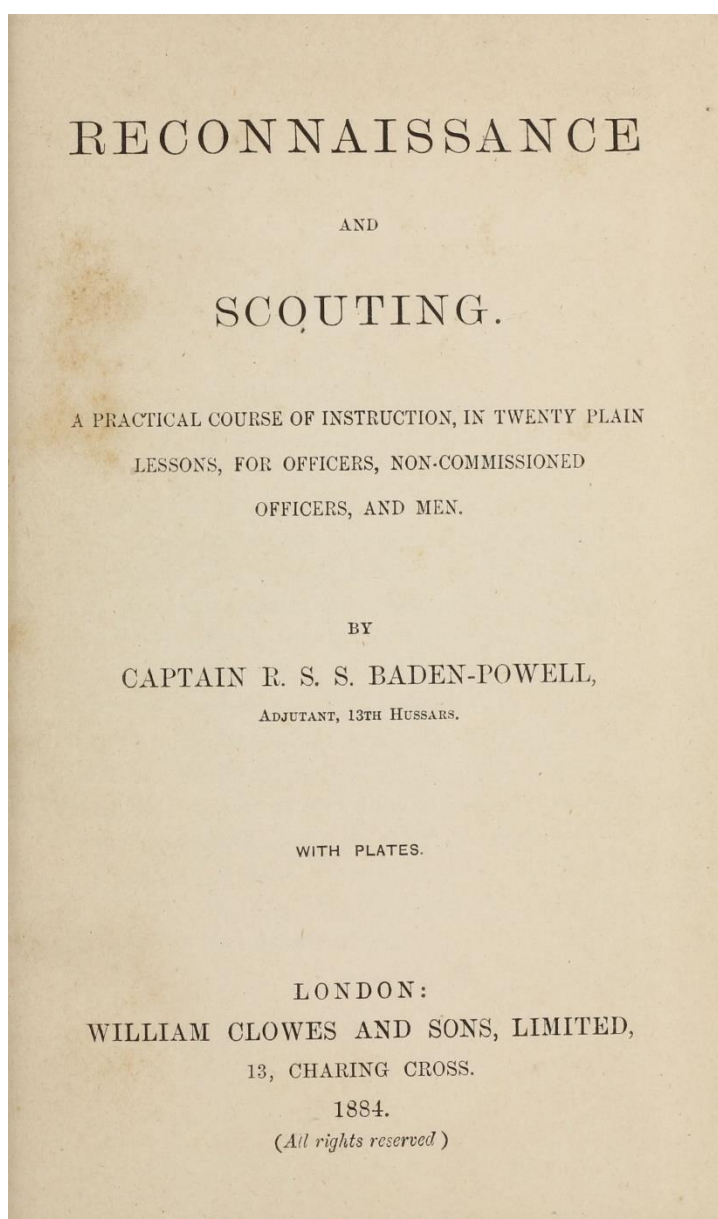 RECONNAISSANCE
AND
SCOUTING.
A PRACTICAL COURSE OF INSTRUCTION, IN TWENTY PLAIN
LESSONS, FOR OFFICERS, NON-COMMISSIONED
OFFICERS, AND MEN.
BY
CAPTAIN R. S. S. BADEN-POWELL,
ADJUTANT, 13TH HUSSARS.
WITH PLATES.
LONDON:
WILLIAM CLOWES AND SONS, LIMITED,
13, CHARING CROSS.
1884.
(All rights reserved)